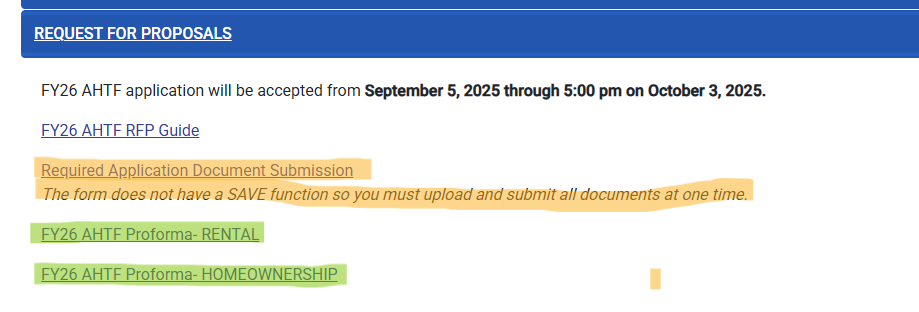 REQUEST FOR PROPOSALS
FY26 AHTF application will be accepted from September 5, 2025 through 5:00 pm on October 3, 2025.
FY26 AHTF RFP Guide
Required Application Document Submission
The form does not have a SAVE function so you must upload and submit all documents at one time.
FY26 AHTF Proforma- RENTAL
FY26 AHTF Proforma- HOMEOWNERSHIP